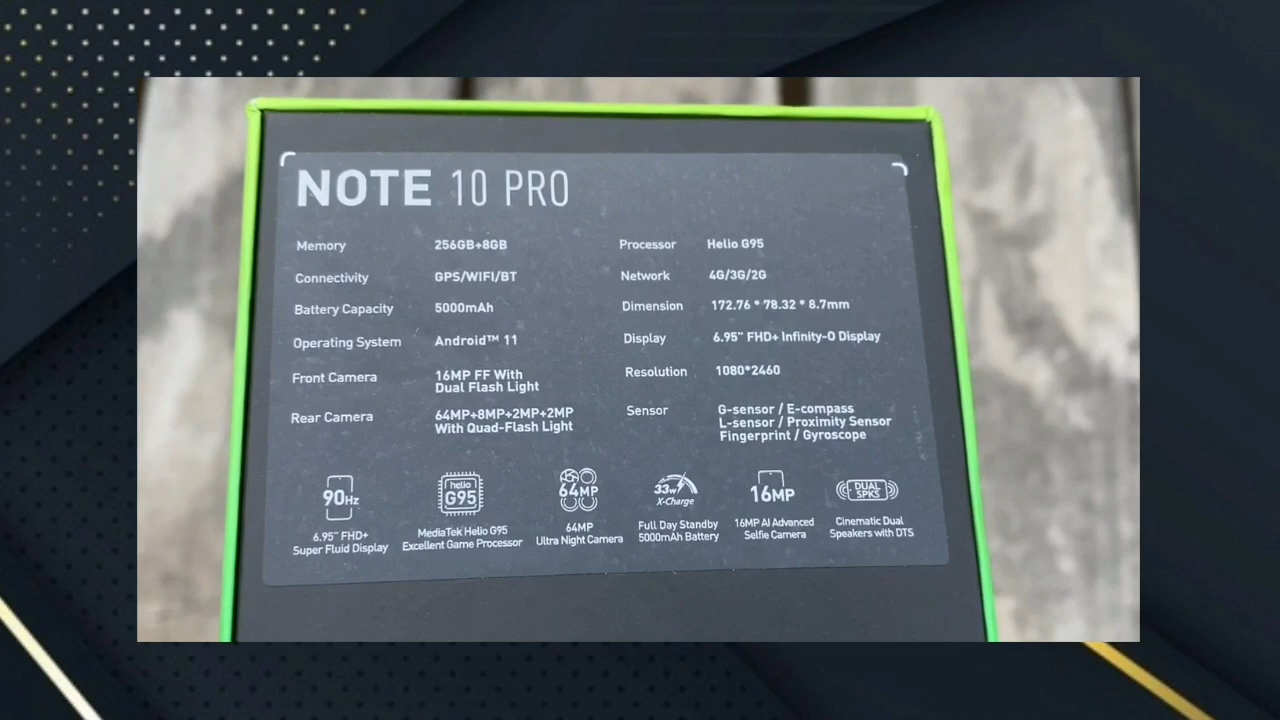 NOTE 10 PRO
Memory 256GB+8GB
Connectivity GPS/WIFI/BT
Battery Capacity 5000mAh
Operating System Android™ 11
Front Camera 16MP FF With
Dual Flash Light
Rear Camera 64MP+8MP+2MP+2MP
With Quad-Flash Light
Processor Helio G95
Network 4G/3G/2G
Dimension 172.76 * 78.32 * 8.7mm
Display 6.95" FHD+ Infinity-O Display
Resolution 1080*2460
Sensor G-sensor / E-compass
L-sensor / Proximity Sensor
Fingerprint / Gyroscope
90Hz
6.95" FHD+
Super Fluid Display
helio
G95
MediaTek Helio G95
Excellent Game Processor
64MP
64MP
Ultra Night Camera
33W
X-Charge
Full Day Standby
5000mAh Battery
16MP
16MP AI Advanced
Selfie Camera
DUAL
SPKS
Cinematic Dual
Speakers with DTS